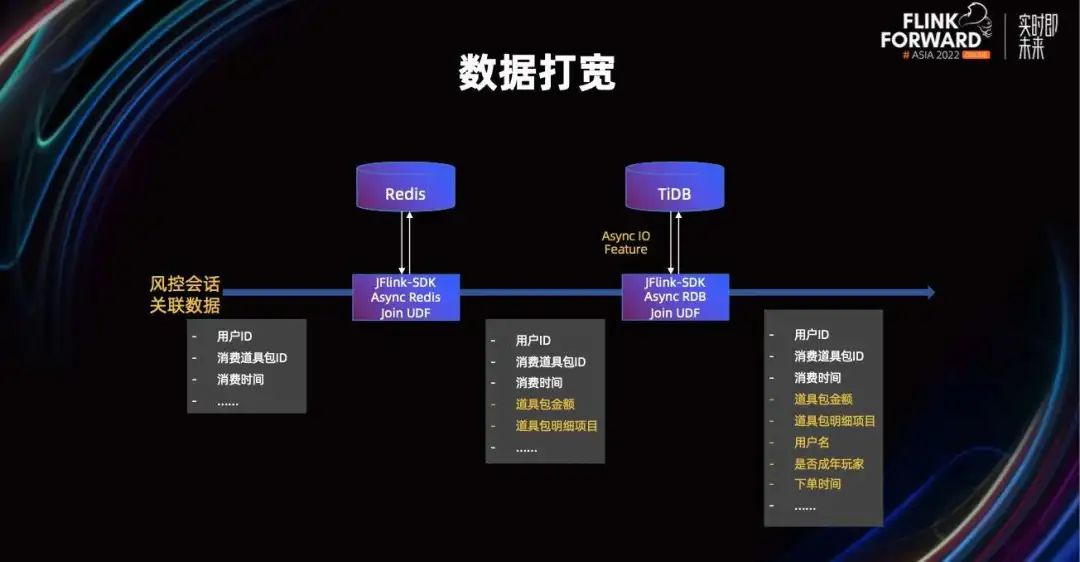 FLINK
FORWARD
# ASIA 2022
实时即
未来
数据打宽
Redis
TiDB
Async IO
Feature
风控会话
关联数据
JFlink-SDK
Async Redis
Join UDF
JFlink-SDK
Async RDB
Join UDF
- 用户ID
- 消费道具包ID
- 消费时间
- ……
- 用户ID
- 消费道具包ID
- 消费时间
- 道具包金额
- 道具包明细项目
- ……
- 用户ID
- 消费道具包ID
- 消费时间
- 道具包金额
- 道具包明细项目
- 用户名
- 是否成年玩家
- 下单时间
- ……